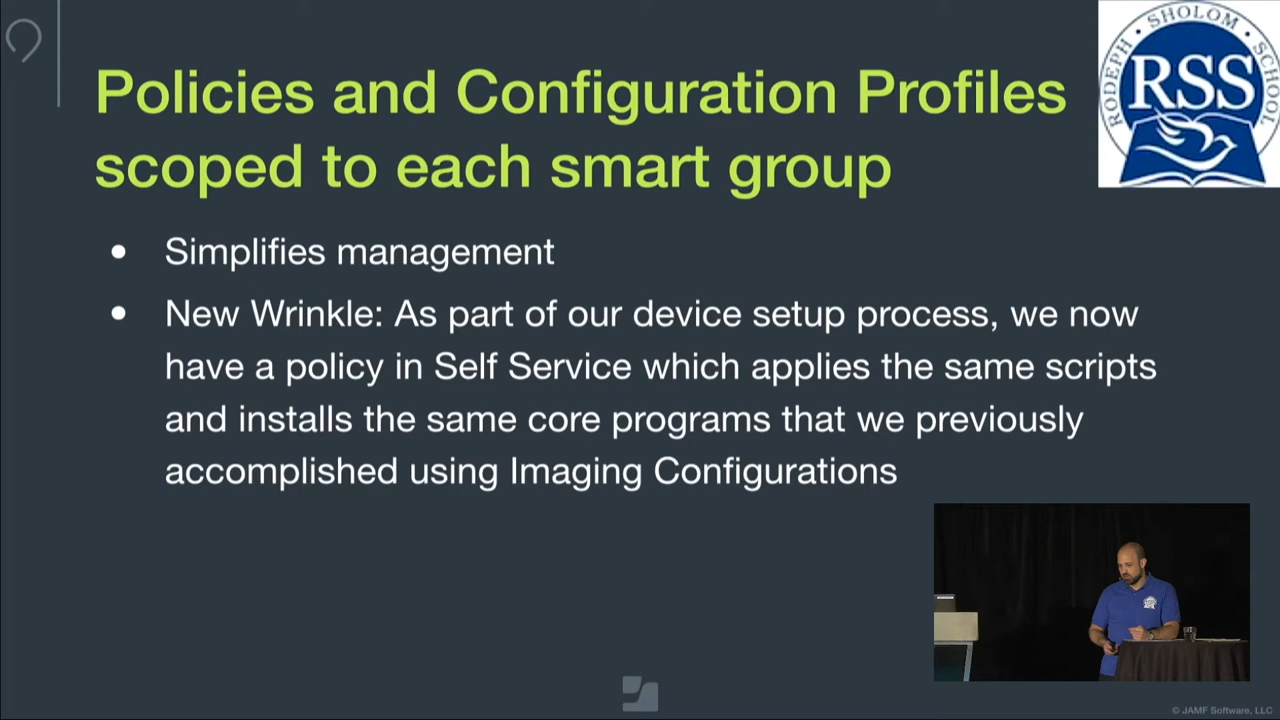 Policies and Configuration Profiles
scoped to each smart group
• Simplifies management
• New Wrinkle: As part of our device setup process, we now
have a policy in Self Service which applies the same scripts
and installs the same core programs that we previously
accomplished using Imaging Configurations
RODEPH • SHOLOM • SCHOOL
RSS
© JAMF Software, LLC